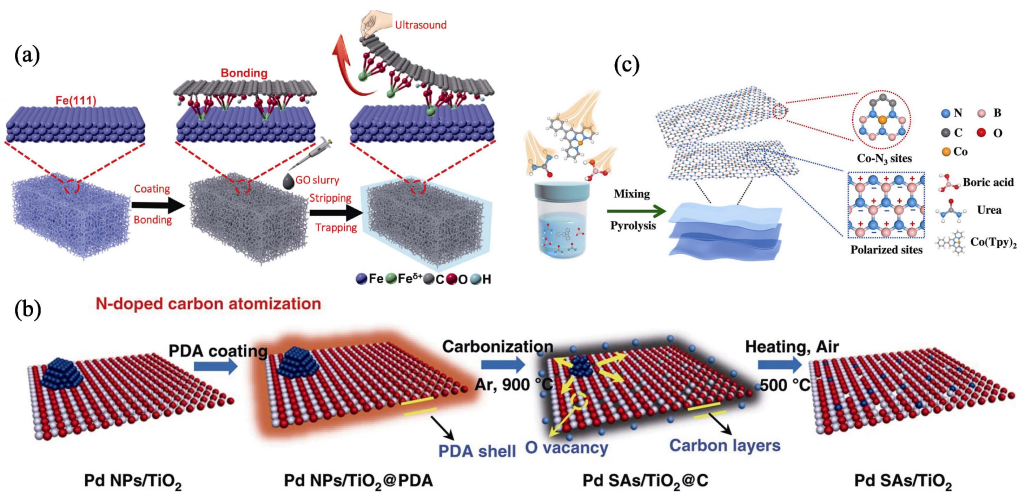 (a)
Ultrasound
Bonding
Fe(111)
GO slurry
Coating
Bonding
Stripping
Trapping
Fe Feδ+ C O H
(c)
N B
C O
Co
Co-N3 sites
Boric acid
Urea
Co(Tpy)2
Polarized sites
Mixing
Pyrolysis
(b)
N-doped carbon atomization
PDA coating
Carbonization
Ar, 900 °C
Heating, Air
500 °C
PDA shell
O vacancy
Carbon layers
Pd NPs/TiO2
Pd NPs/TiO2@PDA
Pd SAs/TiO2@C
Pd SAs/TiO2